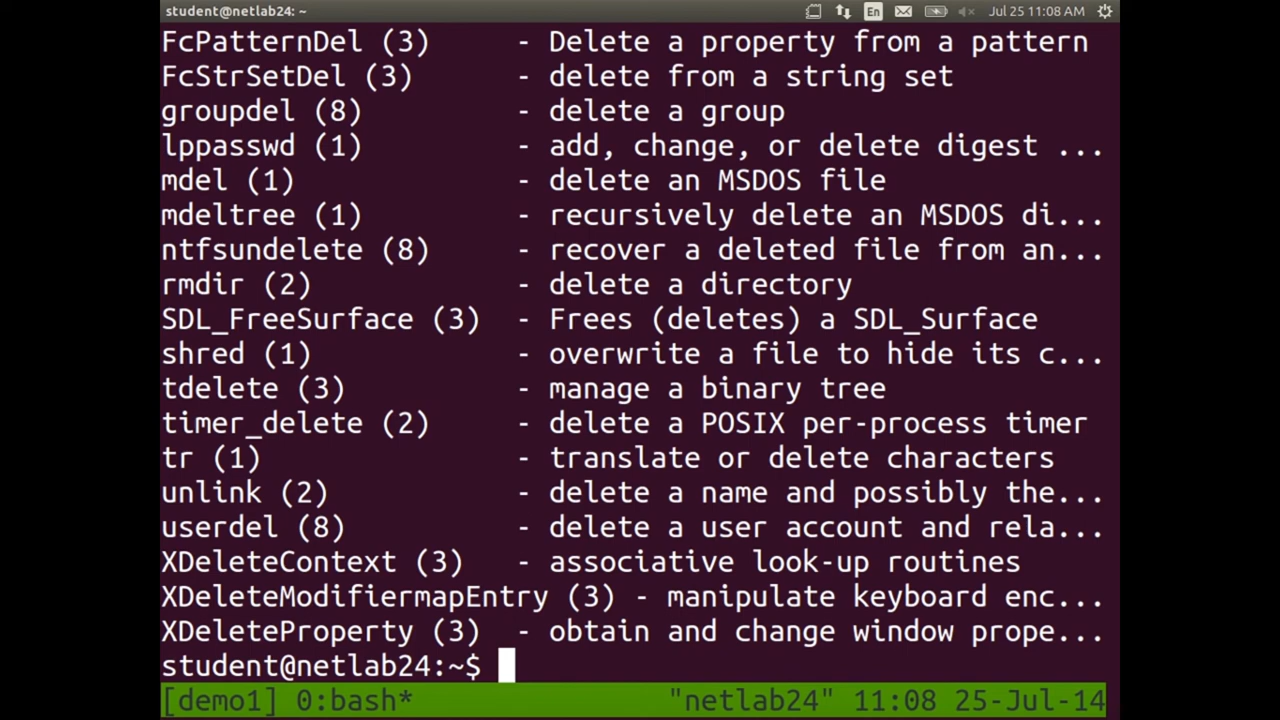 student@netlab24: ~ En Jul 25 11:08 AM
FcPatternDel (3) - Delete a property from a pattern
FcStrSetDel (3) - delete from a string set
groupdel (8) - delete a group
lppasswd (1) - add, change, or delete digest ...
mdel (1) - delete an MSDOS file
mdeltree (1) - recursively delete an MSDOS di...
ntfsundelete (8) - recover a deleted file from an...
rmdir (2) - delete a directory
SDL_FreeSurface (3) - Frees (deletes) a SDL_Surface
shred (1) - overwrite a file to hide its c...
tdelete (3) - manage a binary tree
timer_delete (2) - delete a POSIX per-process timer
tr (1) - translate or delete characters
unlink (2) - delete a name and possibly the...
userdel (8) - delete a user account and rela...
XDeleteContext (3) - associative look-up routines
XDeleteModifiermapEntry (3) - manipulate keyboard enc...
XDeleteProperty (3) - obtain and change window prope...
student@netlab24:~$
[demo1] 0:bash* "netlab24" 11:08 25-Jul-14